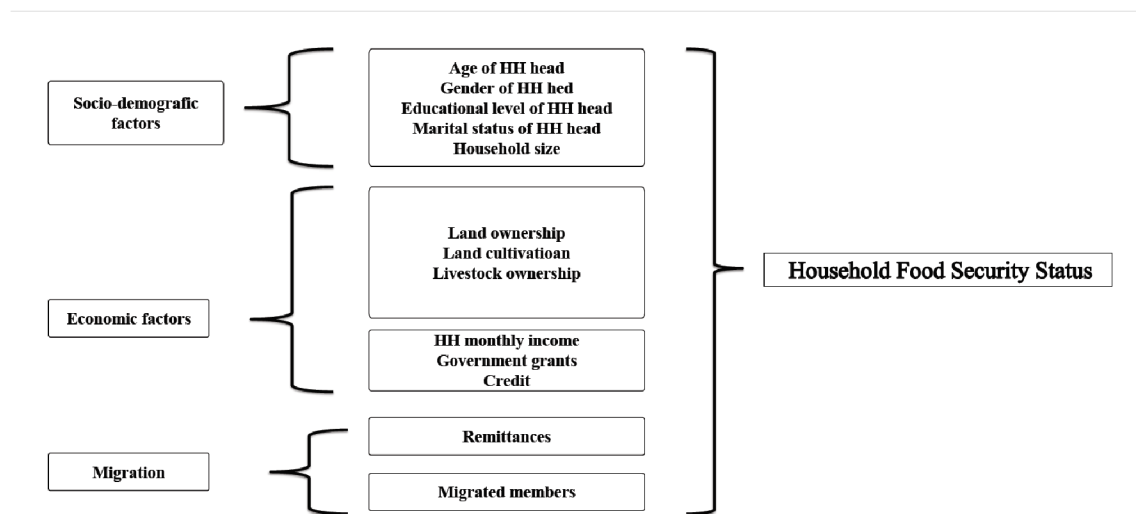 Socio-demografic
factors
Age of HH head
Gender of HH hed
Educational level of HH head
Marital status of HH head
Household size
Economic factors
Land ownership
Land cultivatioan
Livestock ownership
HH monthly income
Government grants
Credit
Migration
Remittances
Migrated members
Household Food Security Status